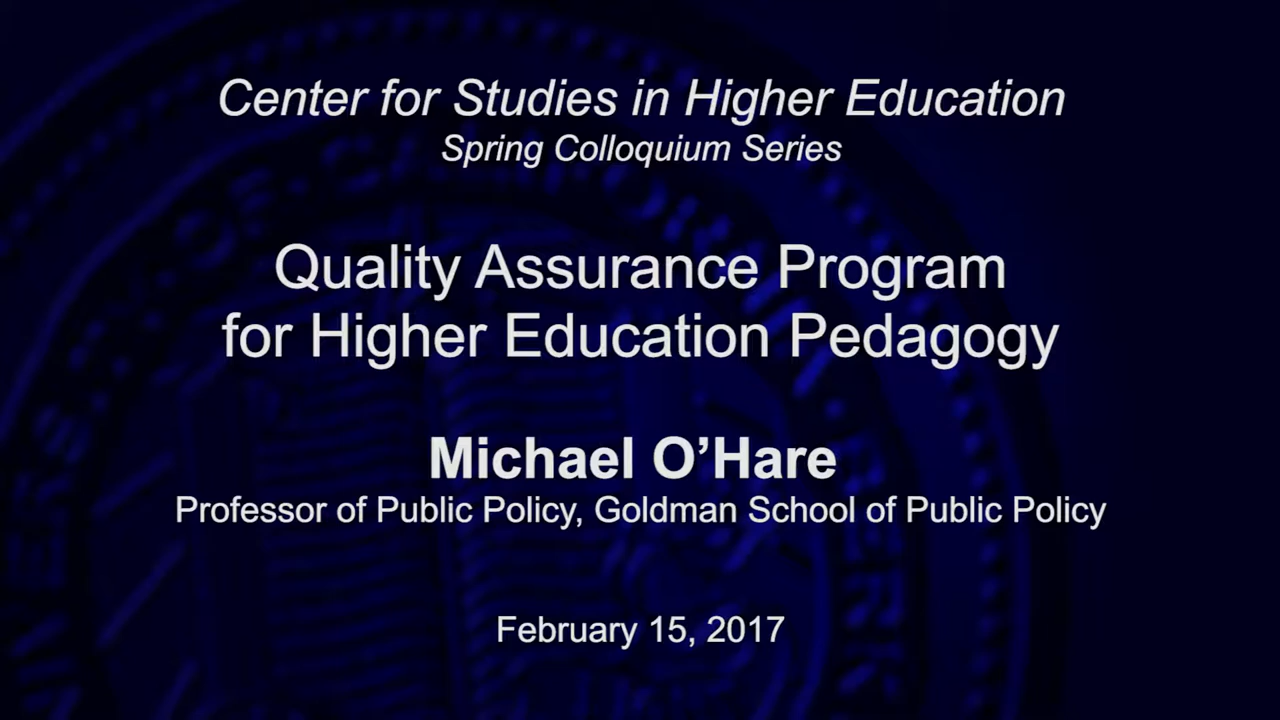 Center for Studies in Higher Education
Spring Colloquium Series
Quality Assurance Program
for Higher Education Pedagogy
Michael O’Hare
Professor of Public Policy, Goldman School of Public Policy
February 15, 2017